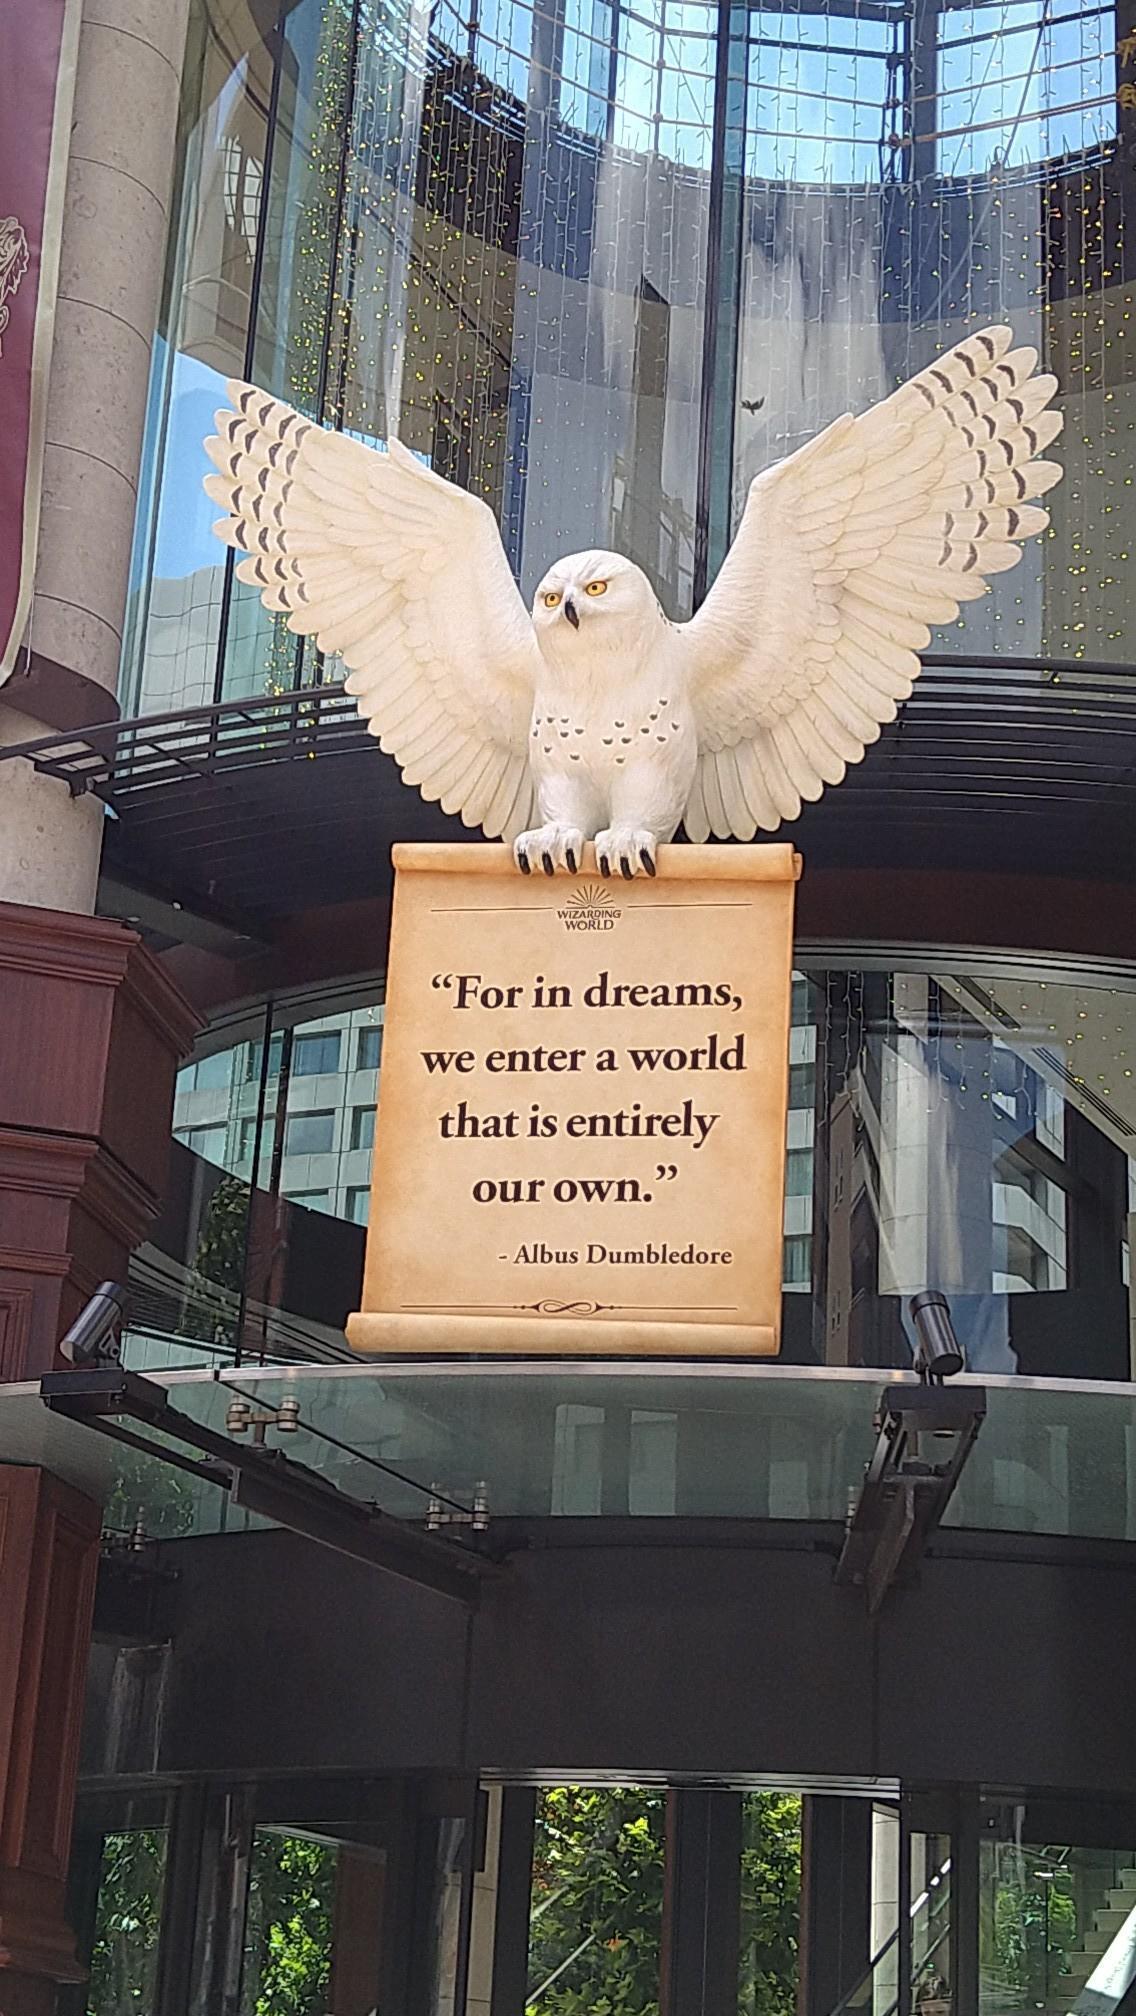 WIZARDING
WORLD
“For in dreams,
we enter a world
that is entirely
our own.”
- Albus Dumbledore